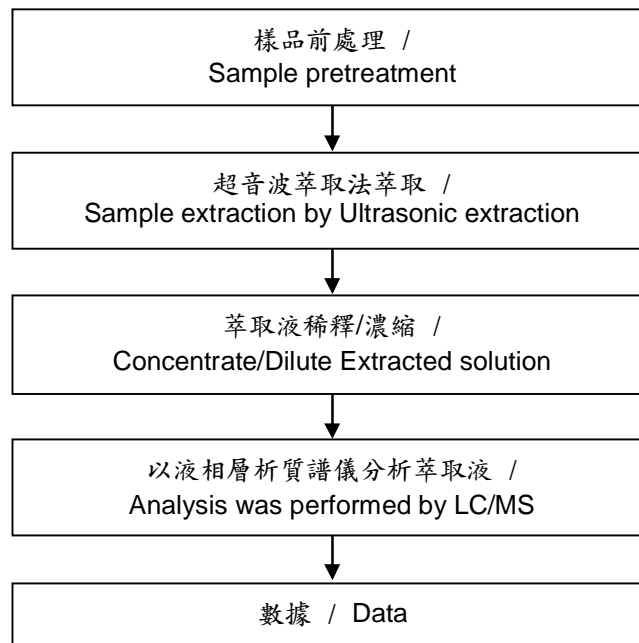 樣品前處理 /
Sample pretreatment
超音波萃取法萃取 /
Sample extraction by Ultrasonic extraction
萃取液稀釋/濃縮 /
Concentrate/Dilute Extracted solution
以液相層析質譜儀分析萃取液 /
Analysis was performed by LC/MS
數據 / Data